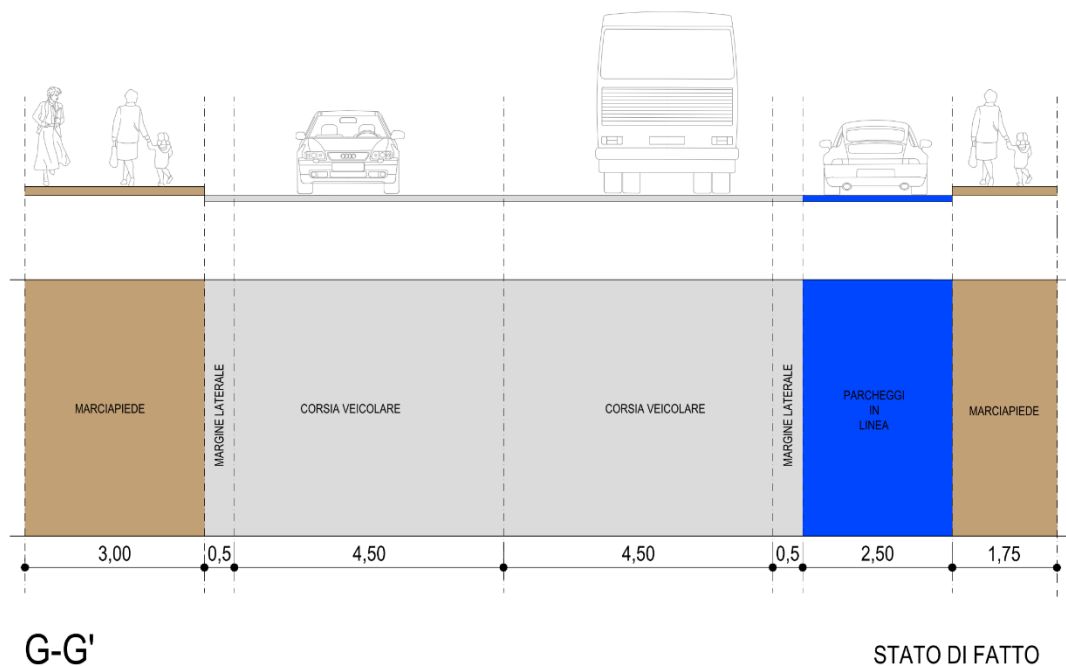 MARCIAPIEDE
MARGINE LATERALE
CORSIA VEICOLARE
CORSIA VEICOLARE
MARGINE LATERALE
PARCHEGGI
IN
LINEA
MARCIAPIEDE
3,00
0,5
4,50
4,50
0,5
2,50
1,75
G-G'
STATO DI FATTO